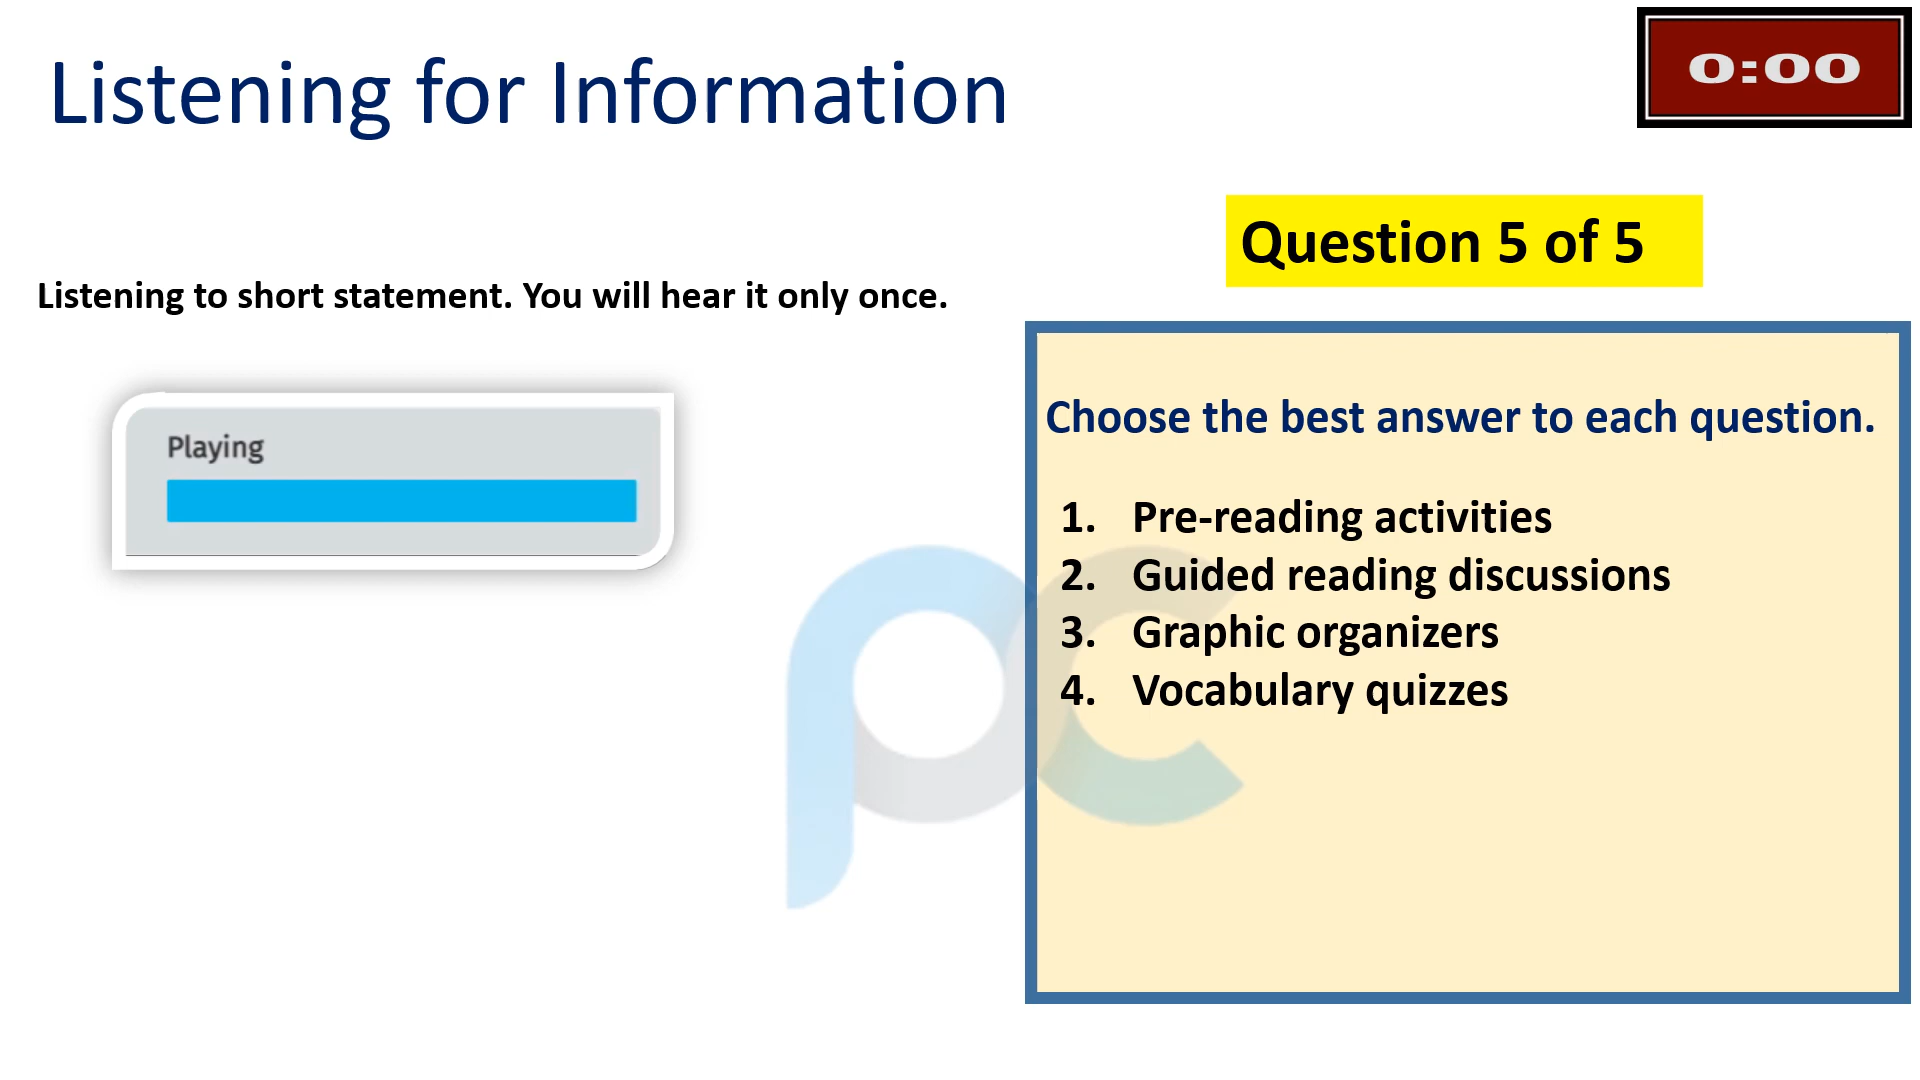 Listening for Information
0:00
Question 5 of 5
Listening to short statement. You will hear it only once.
Playing
Choose the best answer to each question.
1. Pre-reading activities
2. Guided reading discussions
3. Graphic organizers
4. Vocabulary quizzes
pc